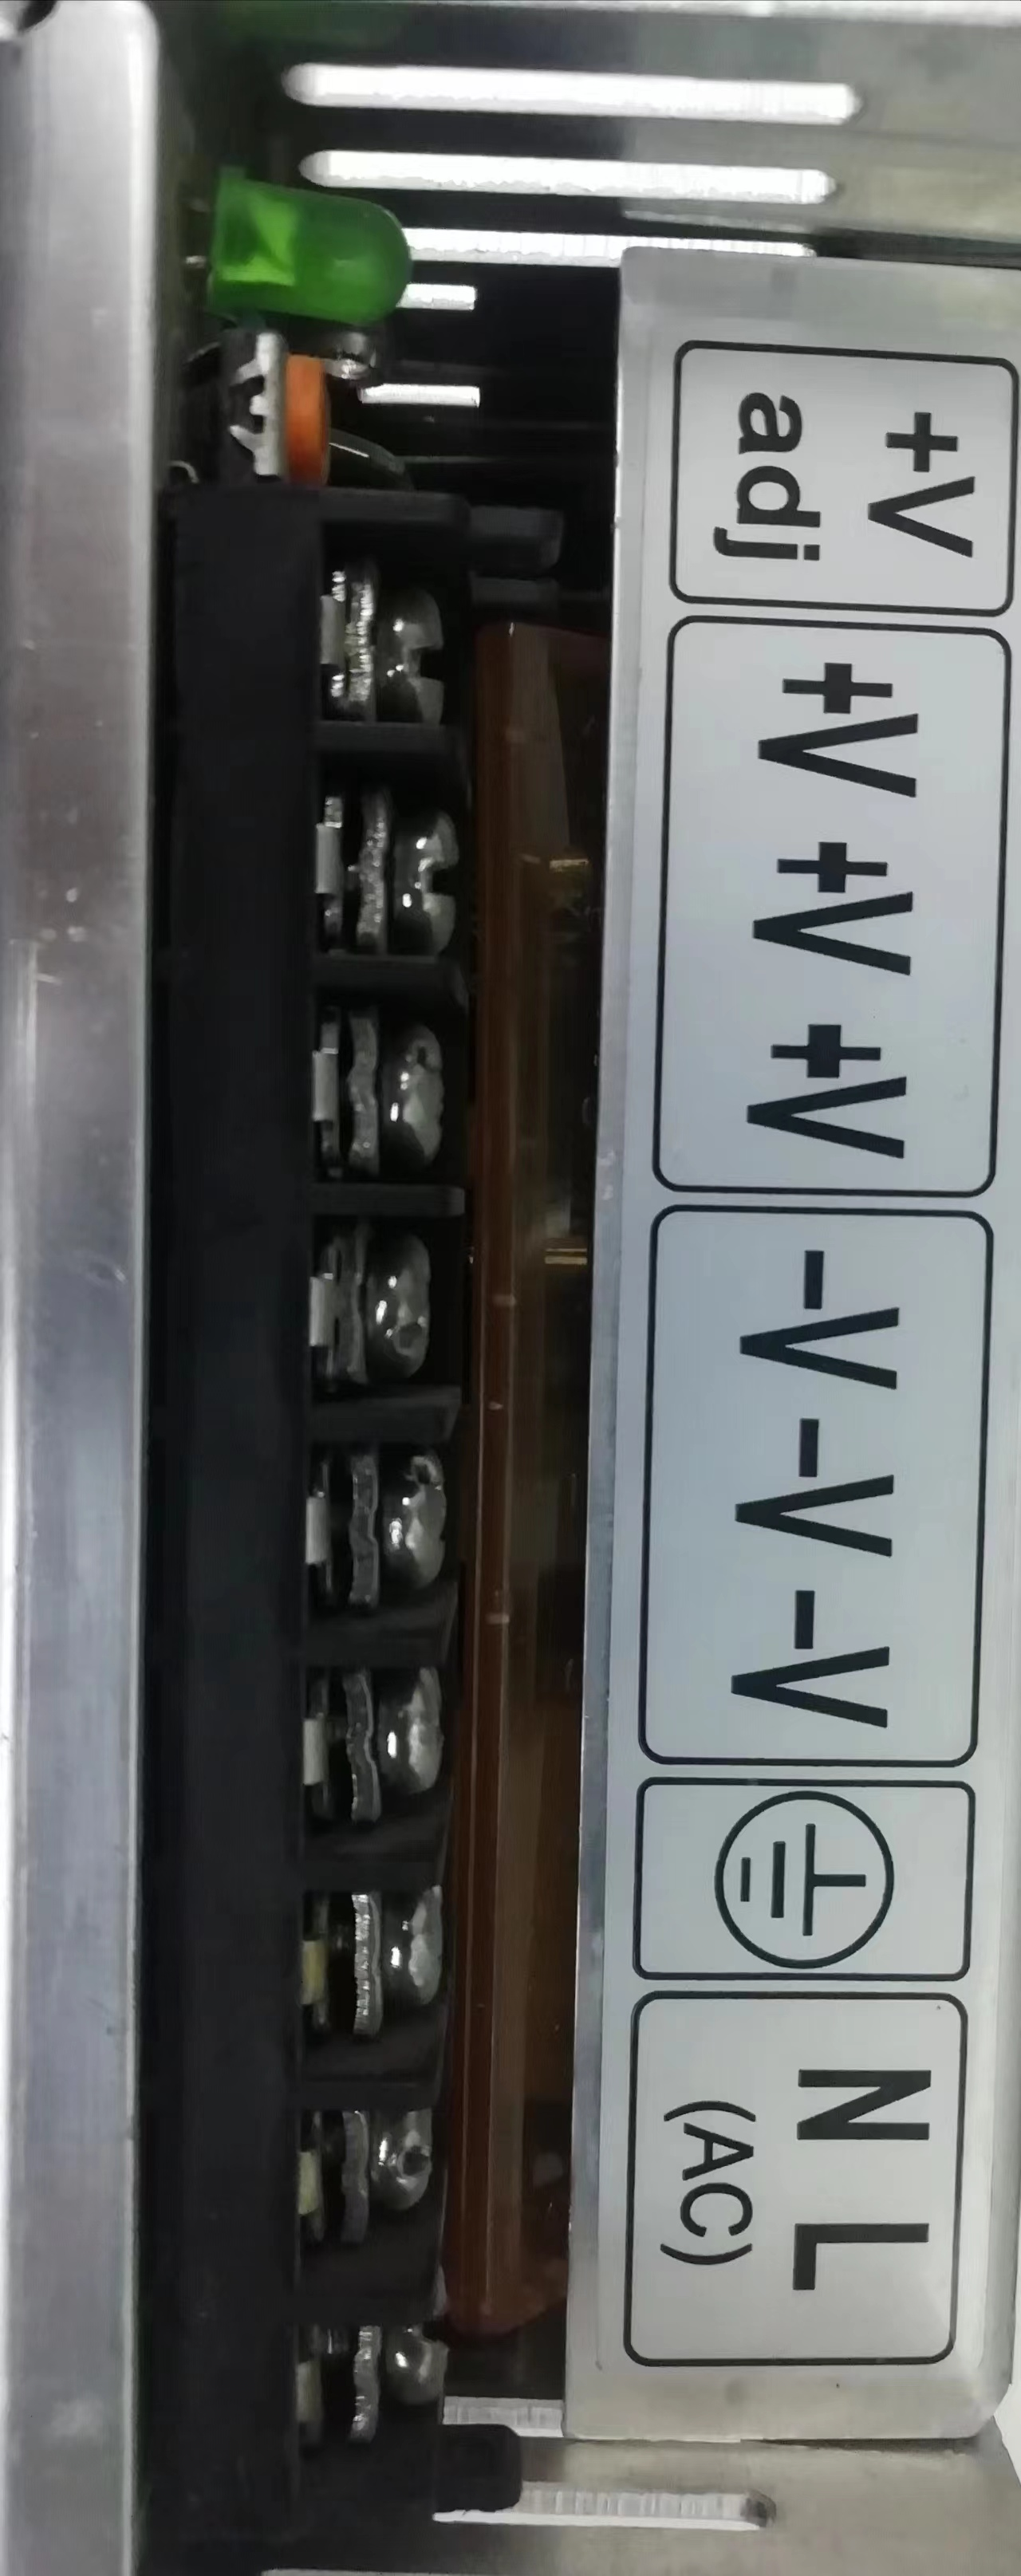 +V
adj
+V +V +V
-V -V -V
N L
(AC)